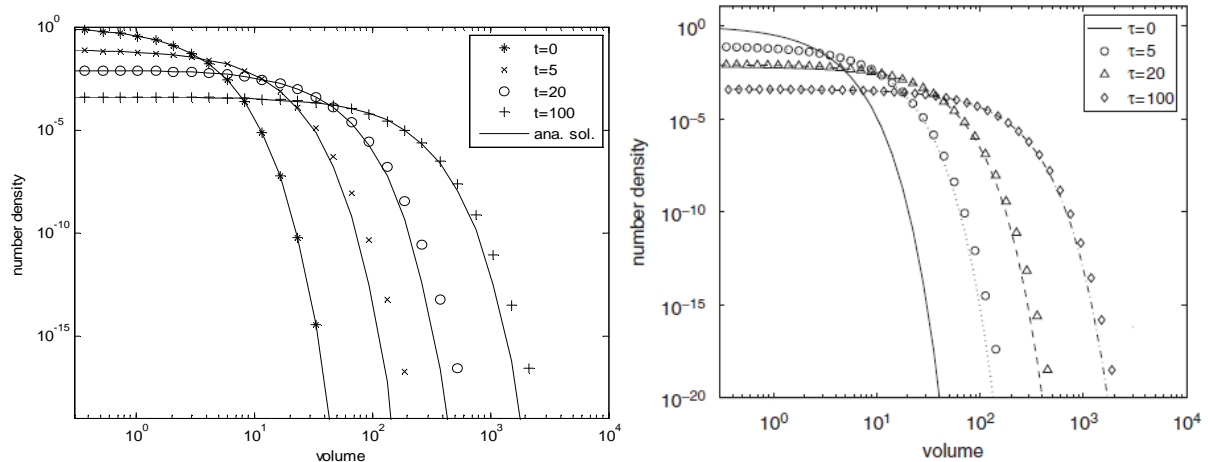 10^0
10^-5
10^-10
10^-15
number density
10^0
10^1
10^2
10^3
10^4
volume
t=0
t=5
t=20
t=100
ana. sol.
10^0
10^-5
10^-10
10^-15
10^-20
number density
10^0
10^1
10^2
10^3
10^4
volume
τ=0
τ=5
τ=20
τ=100